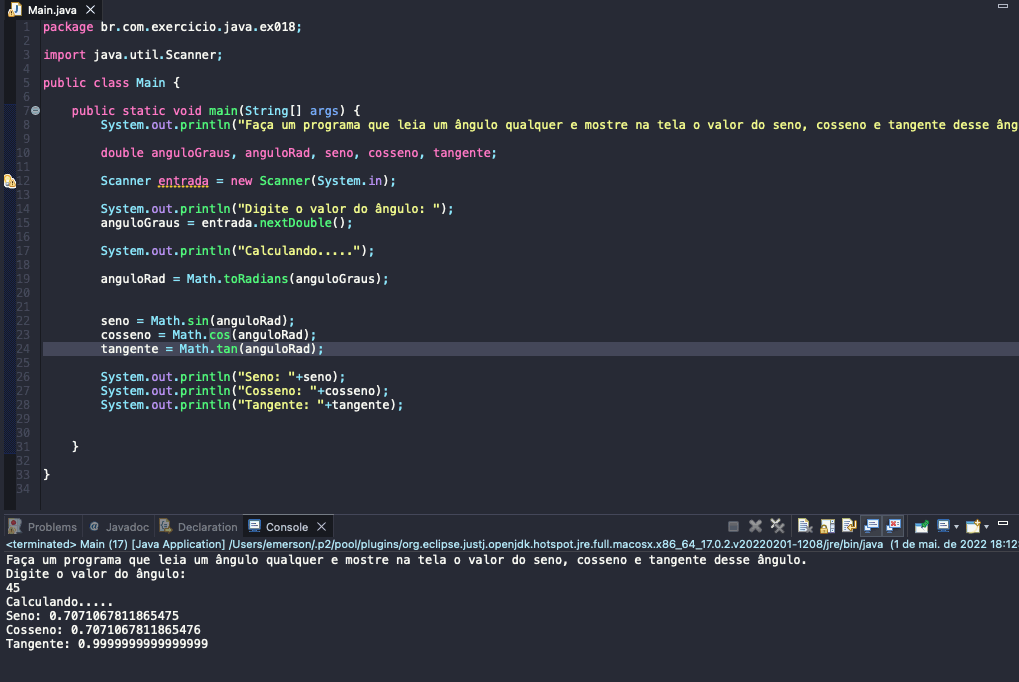 Main.java
1 package br.com.exercicio.java.ex018;
2
3 import java.util.Scanner;
4
5 public class Main {
6
7 public static void main(String[] args) {
8 System.out.println("Faça um programa que leia um ângulo qualquer e mostre na tela o valor do seno, cosseno e tangente desse âng
9
10 double anguloGraus, anguloRad, seno, cosseno, tangente;
11
12 Scanner entrada = new Scanner(System.in);
13
14 System.out.println("Digite o valor do ângulo: ");
15 anguloGraus = entrada.nextDouble();
16
17 System.out.println("Calculando.....");
18
19 anguloRad = Math.toRadians(anguloGraus);
20
21
22 seno = Math.sin(anguloRad);
23 cosseno = Math.cos(anguloRad);
24 tangente = Math.tan(anguloRad);
25
26 System.out.println("Seno: "+seno);
27 System.out.println("Cosseno: "+cosseno);
28 System.out.println("Tangente: "+tangente);
29
30
31 }
32
33 }
34
Problems @ Javadoc Declaration Console
<terminated> Main (17) [Java Application] /Users/emerson/.p2/pool/plugins/org.eclipse.justj.openjdk.hotspot.jre.full.macosx.x86_64_17.0.2.v20220201-1208/jre/bin/java (1 de mai. de 2022 18:12:
Faça um programa que leia um ângulo qualquer e mostre na tela o valor do seno, cosseno e tangente desse ângulo.
Digite o valor do ângulo:
45
Calculando.....
Seno: 0.7071067811865475
Cosseno: 0.7071067811865476
Tangente: 0.9999999999999999